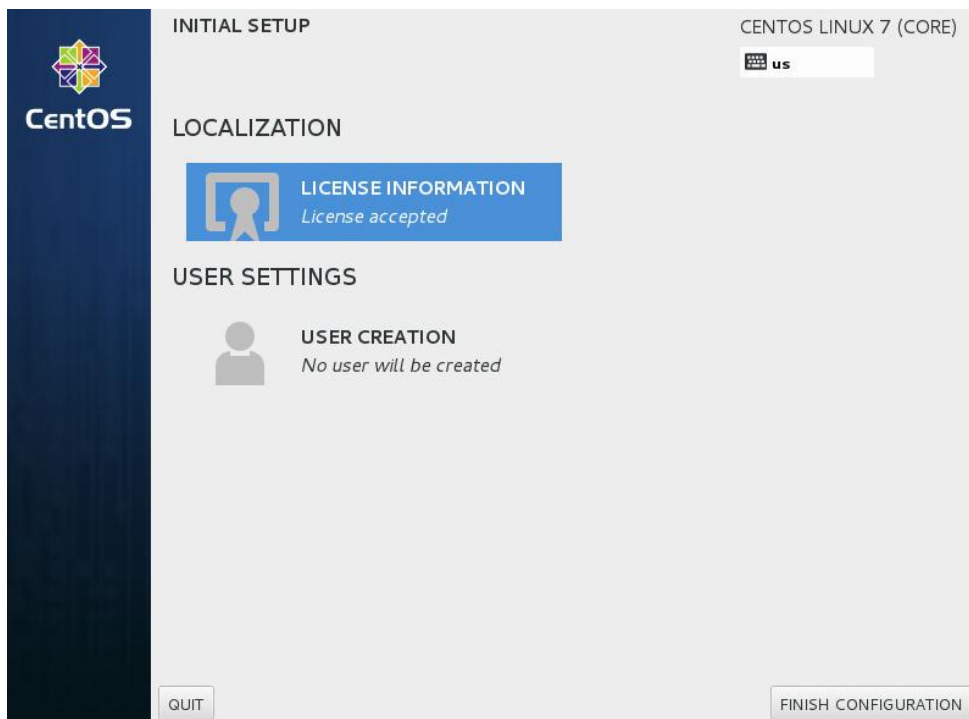 INITIAL SETUP
CENTOS LINUX 7 (CORE)
us
CentOS
LOCALIZATION
LICENSE INFORMATION
License accepted
USER SETTINGS
USER CREATION
No user will be created
QUIT
FINISH CONFIGURATION